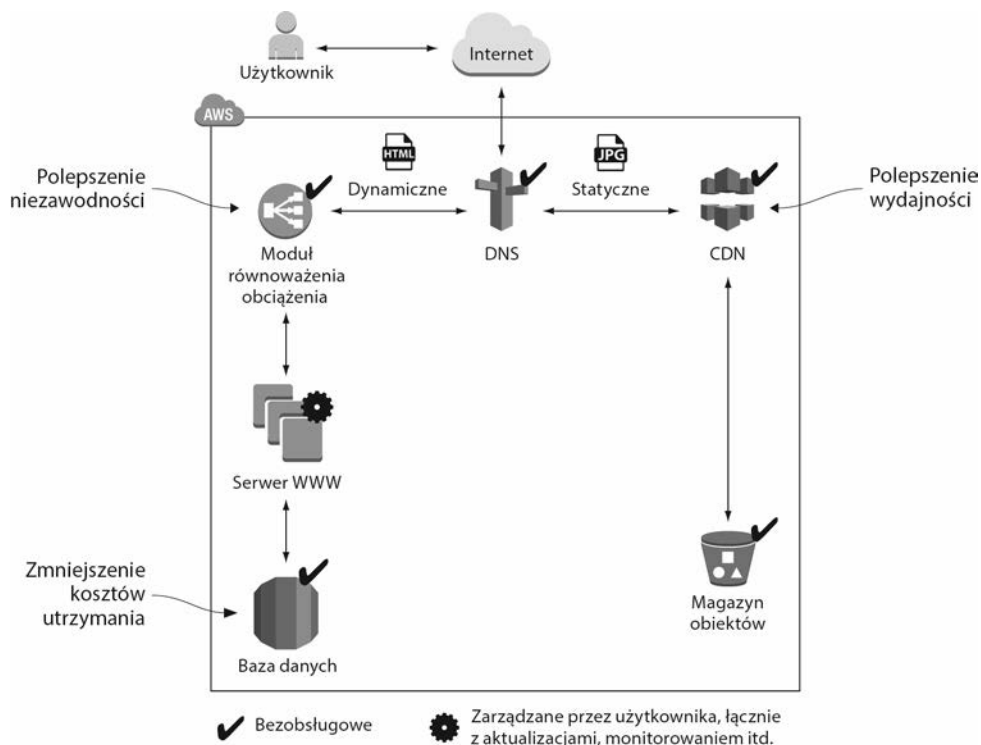 Użytkownik
Internet
AWS
HTML
Dynamiczne
JPG
Statyczne
Polepszenie
niezawodności
Polepszenie
wydajności
Moduł
równoważenia
obciążenia
DNS
CDN
Serwer WWW
Zmniejszenie
kosztów
utrzymania
Baza danych
Magazyn
obiektów
Bezobsługowe
Zarządzane przez użytkownika, łącznie
z aktualizacjami, monitorowaniem itd.